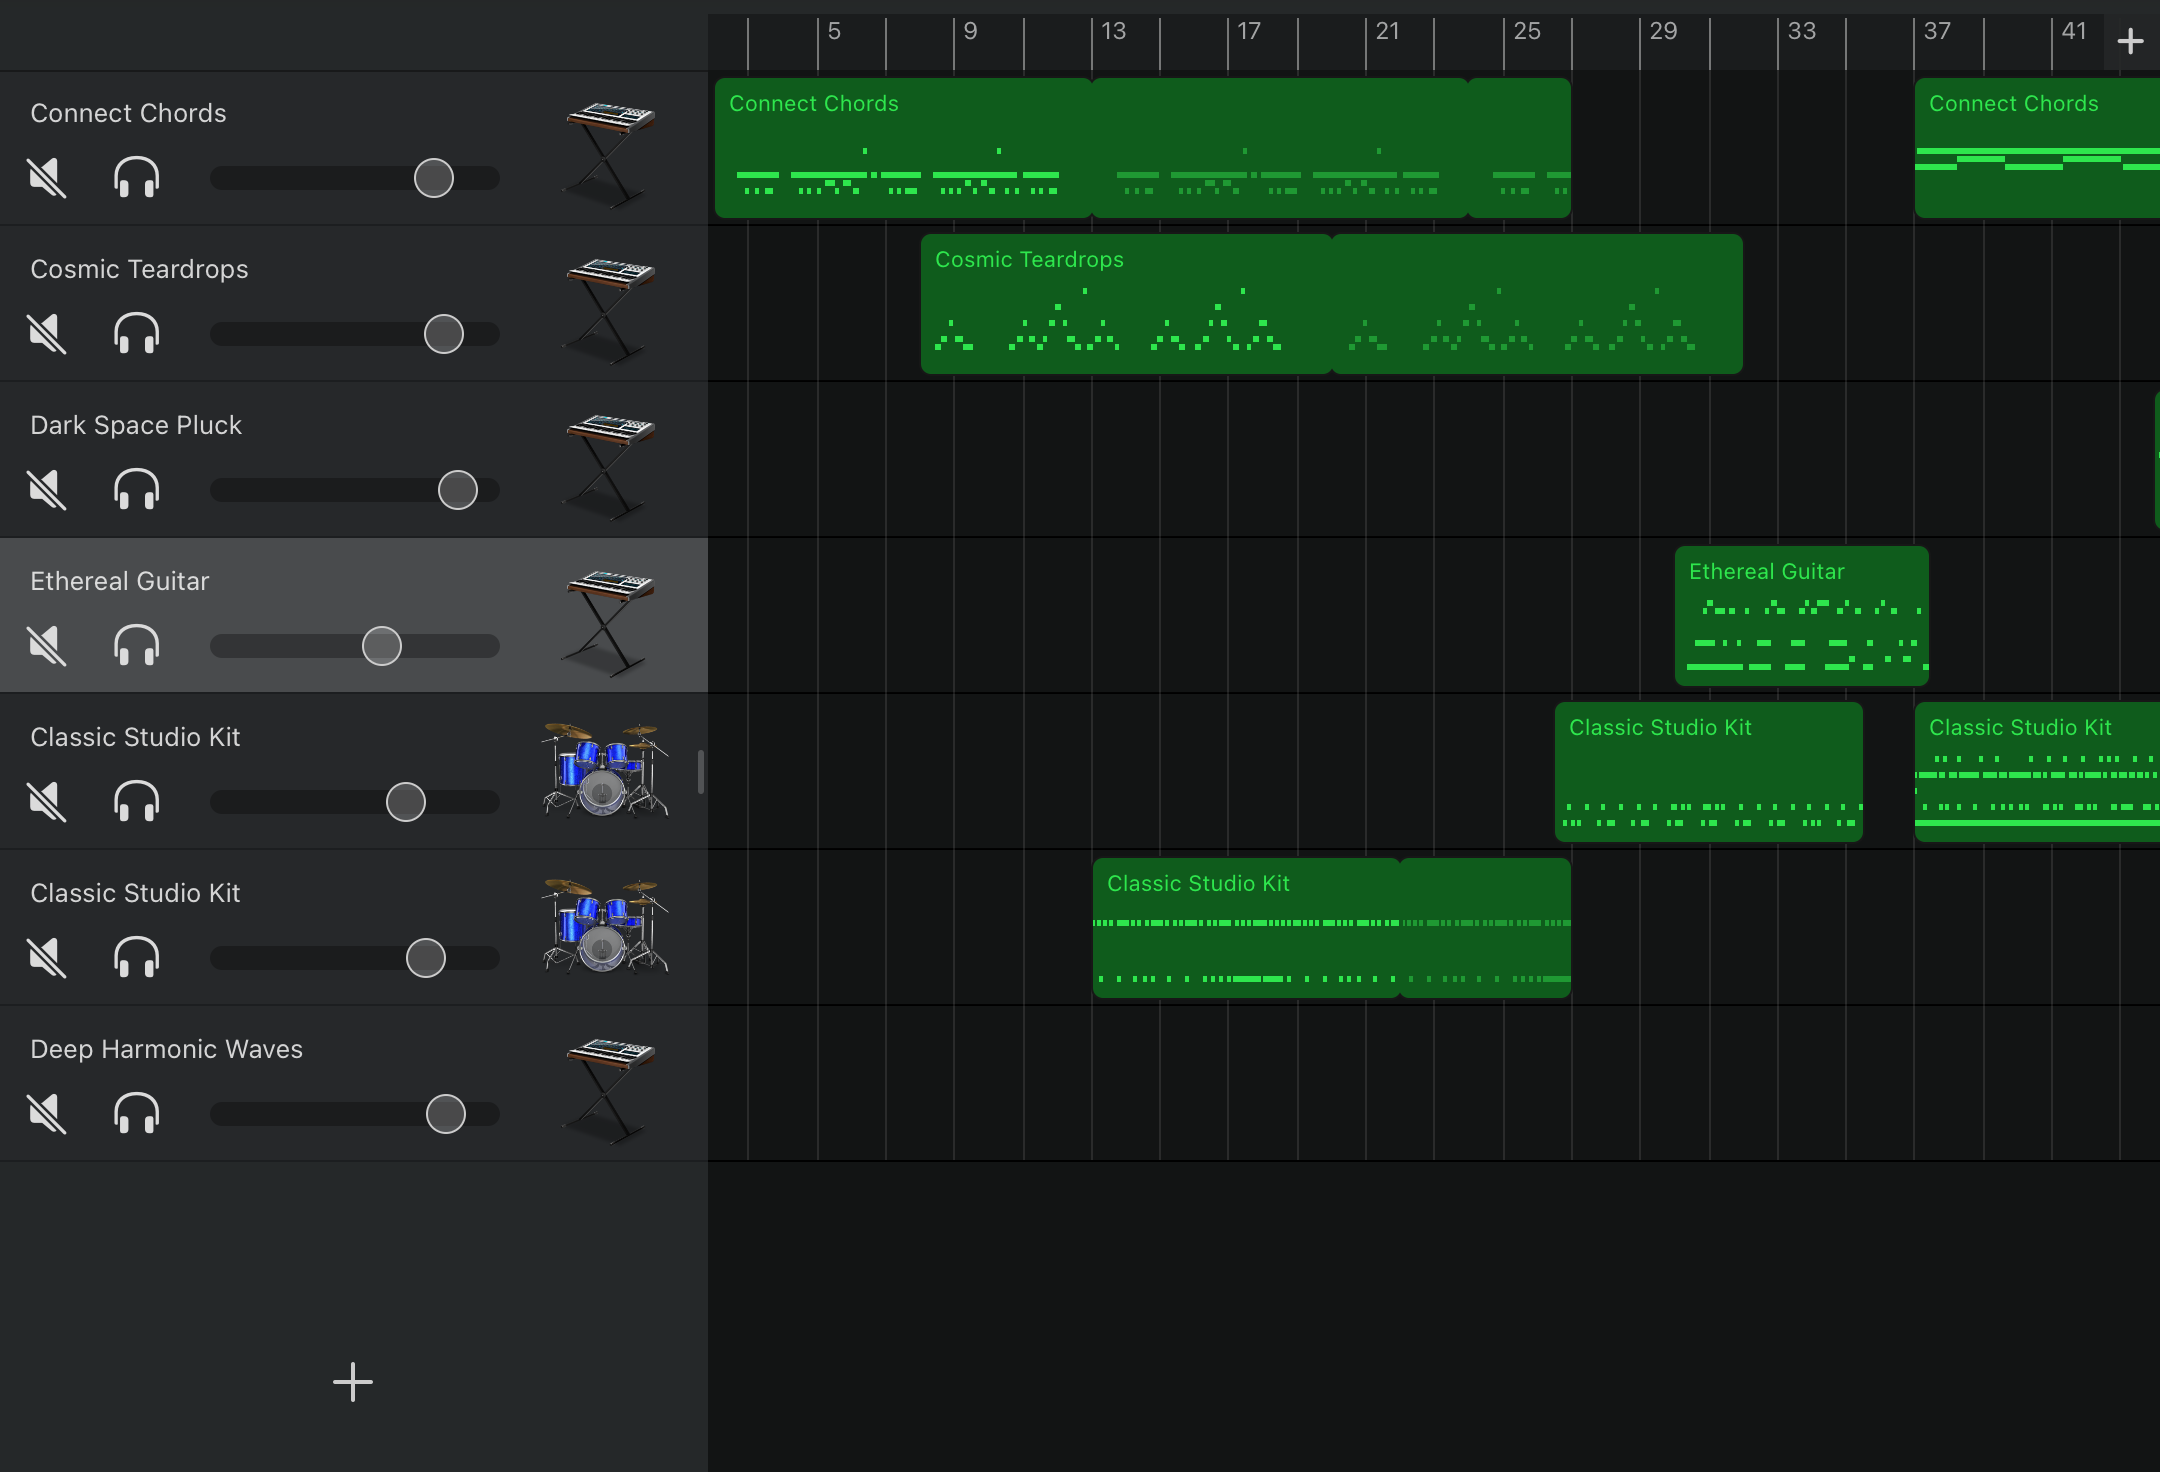 5 9 13 17 21 25 29 33 37 41
Connect Chords
Connect Chords
Connect Chords
Cosmic Teardrops
Cosmic Teardrops
Dark Space Pluck
Ethereal Guitar
Ethereal Guitar
Classic Studio Kit
Classic Studio Kit
Classic Studio Kit
Classic Studio Kit
Classic Studio Kit
Deep Harmonic Waves